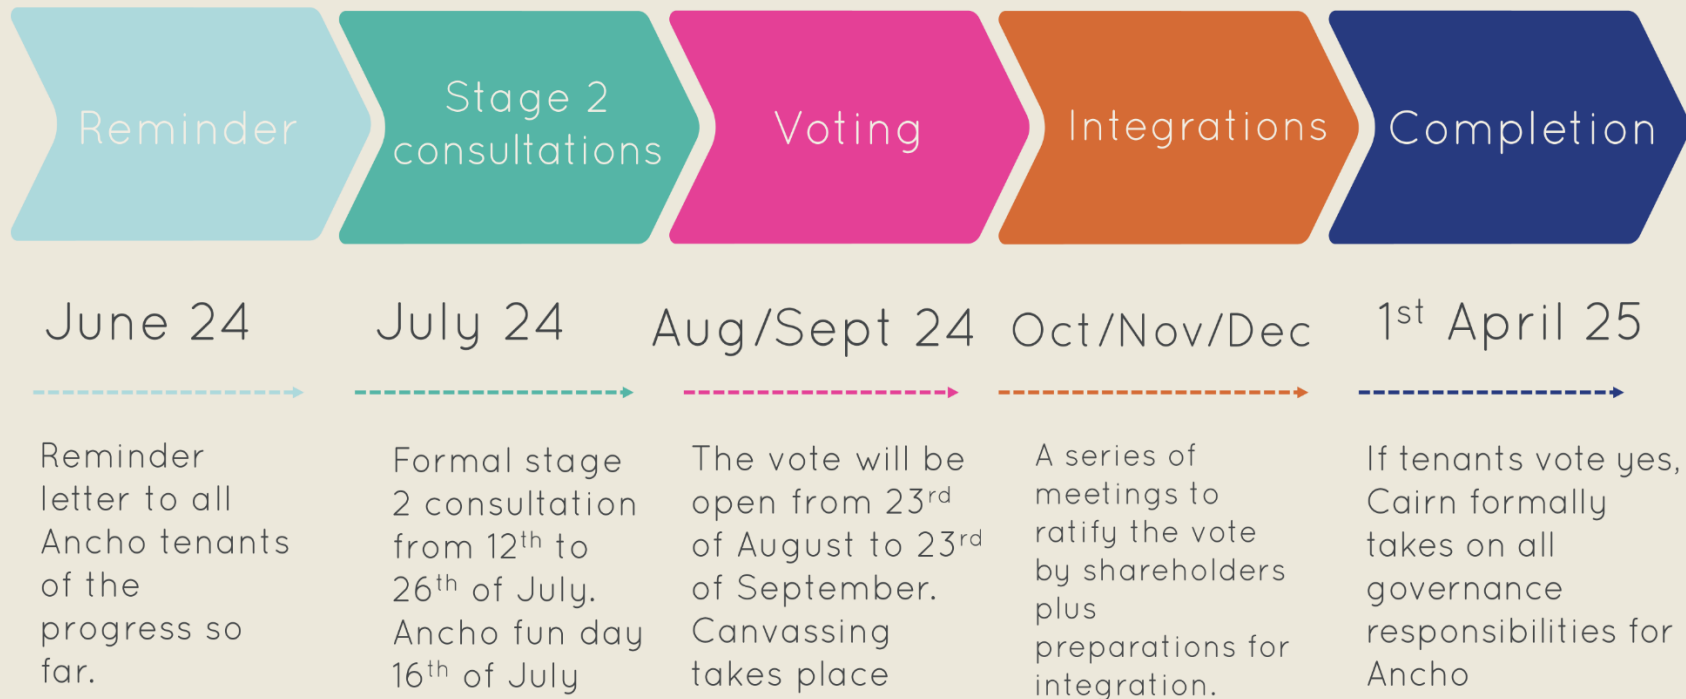 Reminder
Stage 2
consultations
Voting
Integrations
Completion
June 24
July 24
Aug/Sept 24
Oct/Nov/Dec
1st April 25
Reminder
letter to all
Ancho tenants
of the
progress so
far.
Formal stage
2 consultation
from 12th to
26th of July.
Ancho fun day
16th of July
The vote will be
open from 23rd
of August to 23rd
of September.
Canvassing
takes place
A series of
meetings to
ratify the vote
by shareholders
plus
preparations for
integration.
If tenants vote yes,
Cairn formally
takes on all
governance
responsibilities for
Ancho